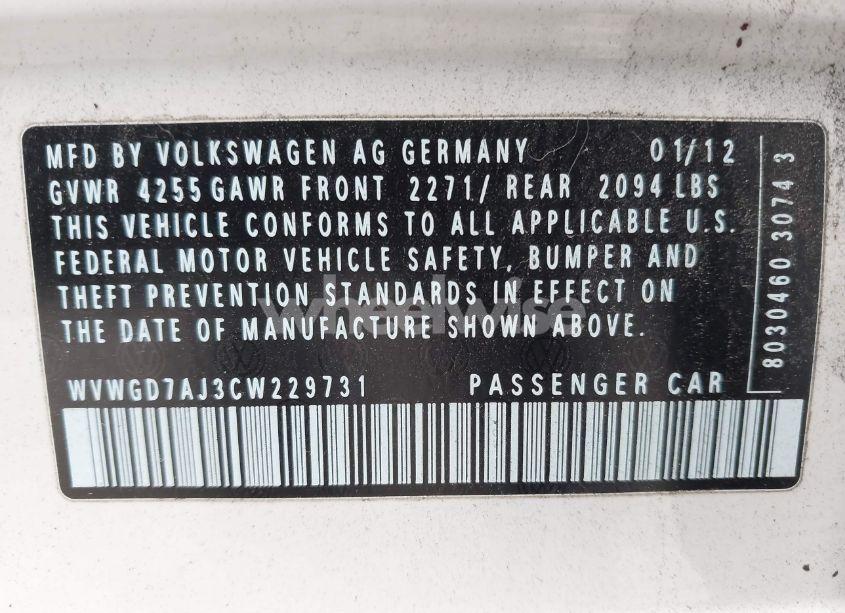 MFD BY VOLKSWAGEN AG GERMANY 01/12
GVWR 4255 GAWR FRONT 2271/ REAR 2094 LBS
THIS VEHICLE CONFORMS TO ALL APPLICABLE U.S.
FEDERAL MOTOR VEHICLE SAFETY, BUMPER AND
THEFT PREVENTION STANDARDS IN EFFECT ON
THE DATE OF MANUFACTURE SHOWN ABOVE.
WVWGD7AJ3CW229731 PASSENGER CAR
8030460 3074 3
wheelwise